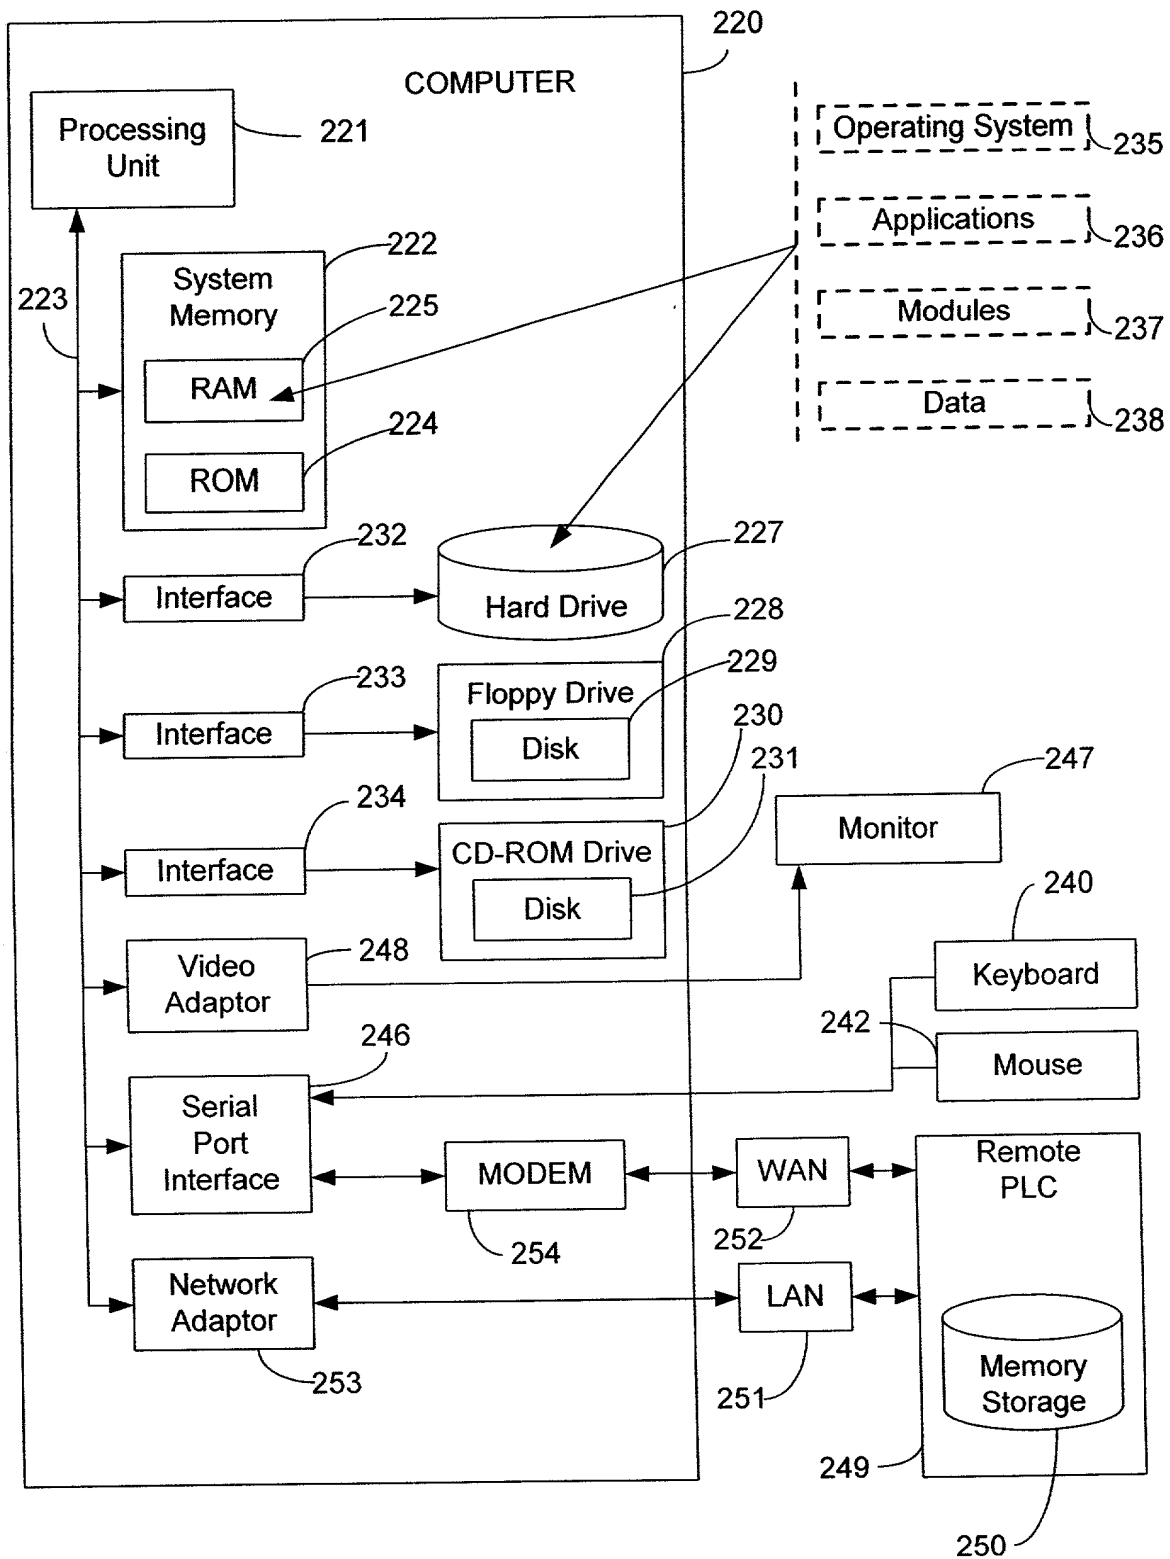 220
COMPUTER
Processing
Unit
221
Operating System
235
Applications
236
Modules
237
Data
238
222
System
Memory
223
225
RAM
224
ROM
232
Interface
227
Hard Drive
228
233
Interface
229
Floppy Drive
Disk
230
231
234
Interface
CD-ROM Drive
Disk
247
Monitor
240
Keyboard
248
Video
Adaptor
242
Mouse
246
Serial
Port
Interface
MODEM
254
WAN
252
Remote
PLC
Network
Adaptor
253
LAN
251
Memory
Storage
249
250